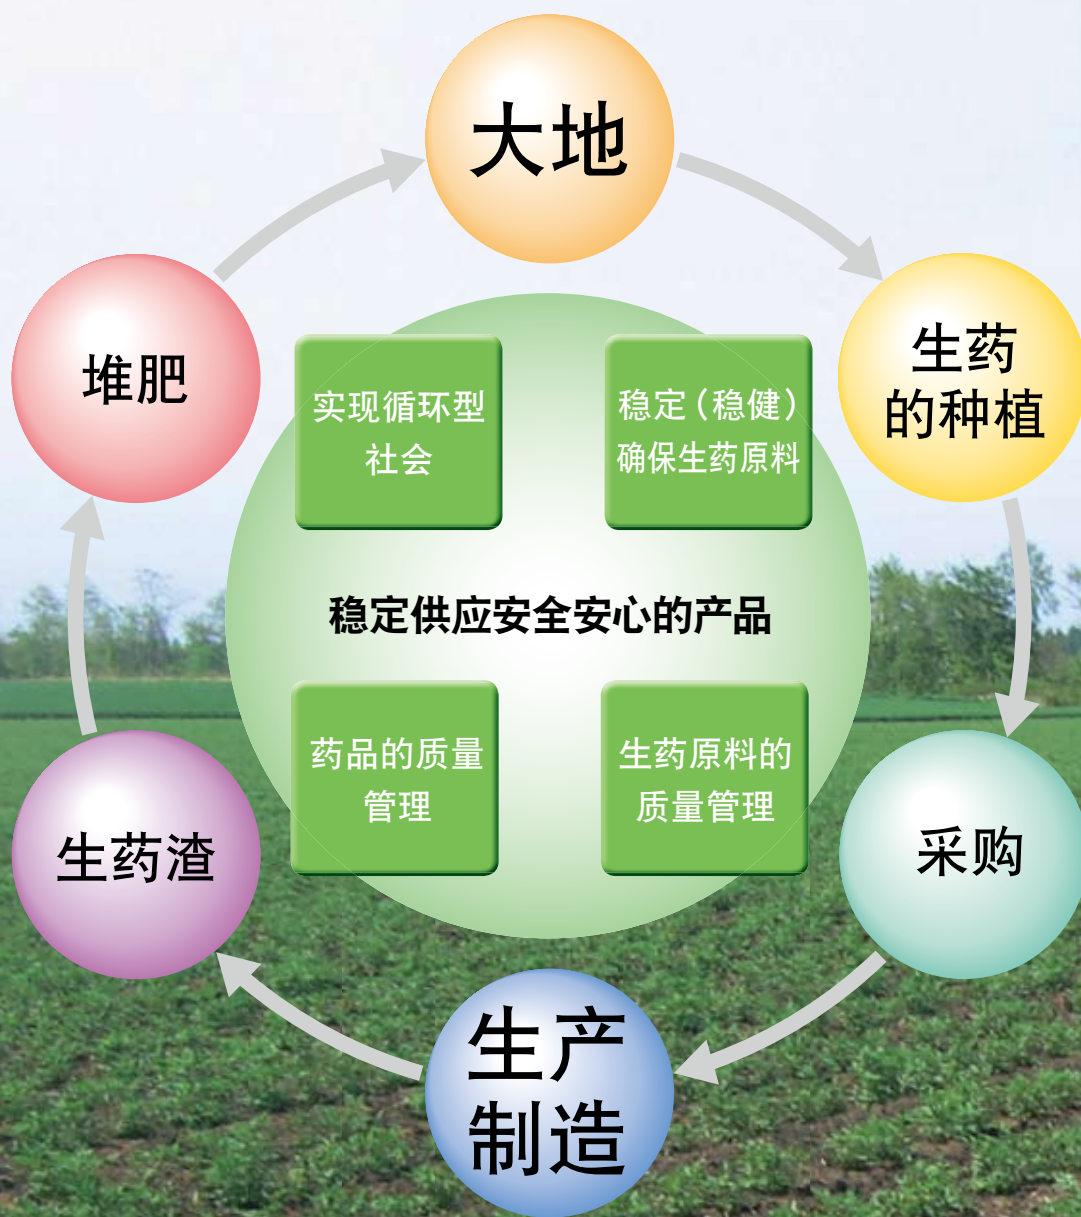 大地
生药
的种植
采购
生产
制造
生药渣
堆肥
实现循环型
社会
稳定（稳健）
确保生药原料
稳定供应安全安心的产品
药品的质量
管理
生药原料的
质量管理